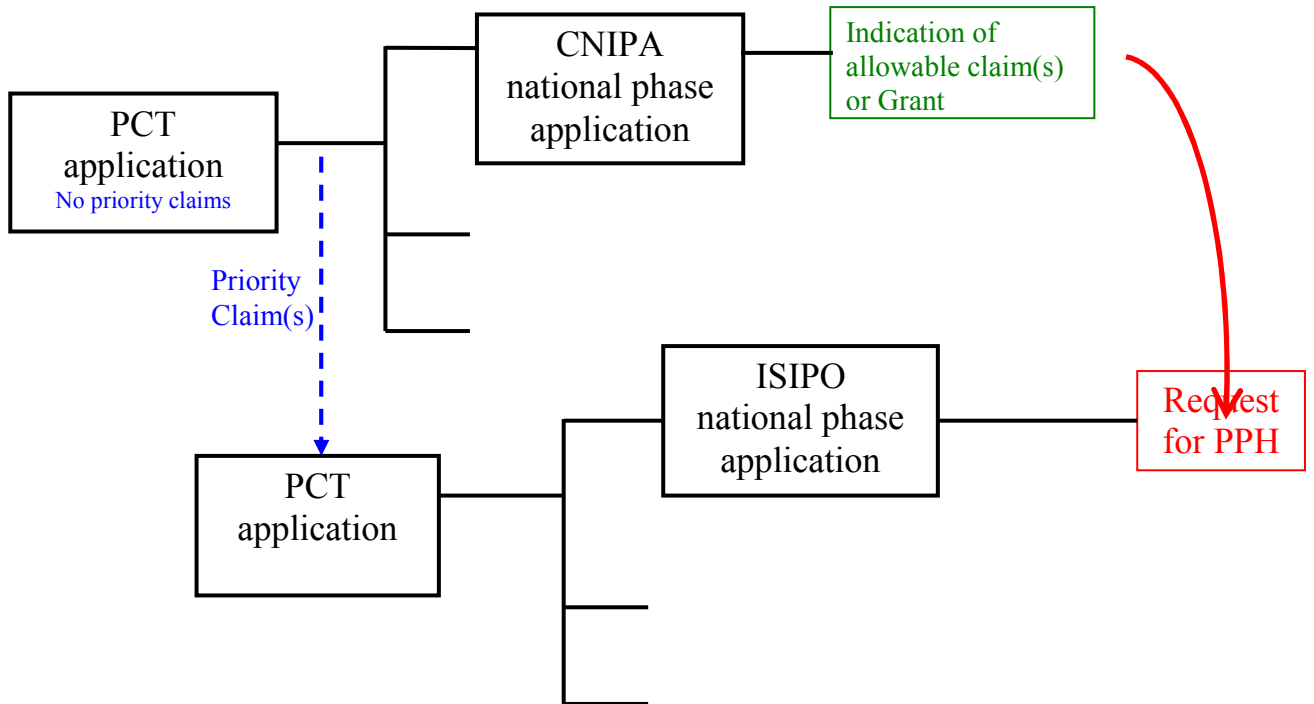 CNIPA
national phase
application
Indication of
allowable claim(s)
or Grant
PCT
application
No priority claims
Priority
Claim(s)
ISIPO
national phase
application
Request
for PPH
PCT
application